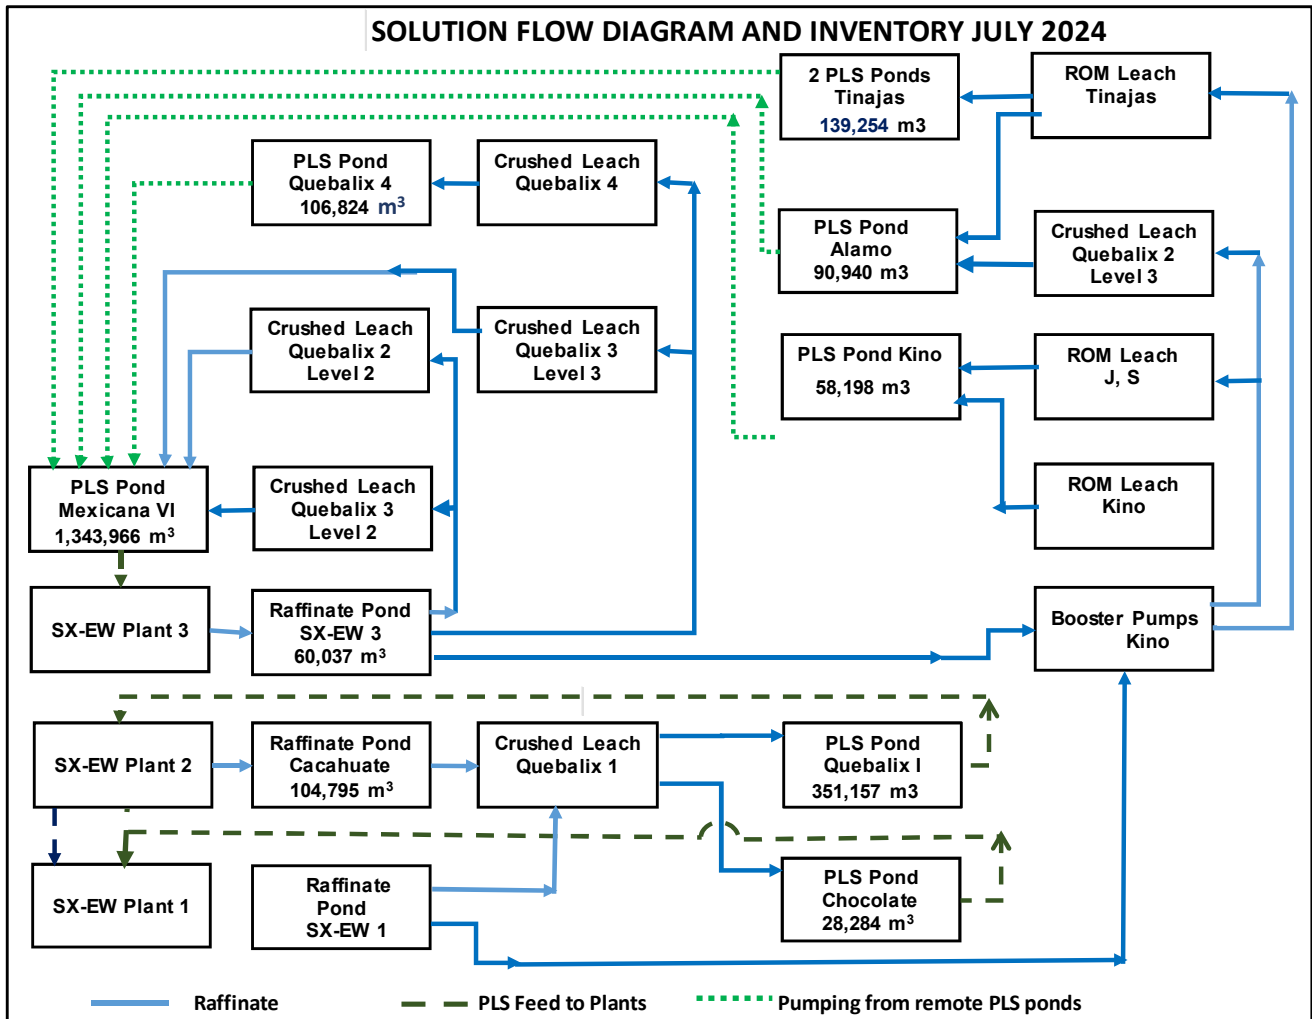 SOLUTION FLOW DIAGRAM AND INVENTORY JULY 2024
2 PLS Ponds
Tinajas
139,254 m3
ROM Leach
Tinajas
PLS Pond
Quebalix 4
106,824 m³
Crushed Leach
Quebalix 4
PLS Pond
Alamo
90,940 m3
Crushed Leach
Quebalix 2
Level 3
Crushed Leach
Quebalix 2
Level 2
Crushed Leach
Quebalix 3
Level 3
PLS Pond Kino
58,198 m3
ROM Leach
J, S
PLS Pond
Mexicana VI
1,343,966 m³
Crushed Leach
Quebalix 3
Level 2
ROM Leach
Kino
SX-EW Plant 3
Raffinate Pond
SX-EW 3
60,037 m³
Booster Pumps
Kino
SX-EW Plant 2
Raffinate Pond
Cacahuate
104,795 m³
Crushed Leach
Quebalix 1
PLS Pond
Quebalix I
351,157 m3
SX-EW Plant 1
Raffinate
Pond
SX-EW 1
PLS Pond
Chocolate
28,284 m³
Raffinate
PLS Feed to Plants
Pumping from remote PLS ponds